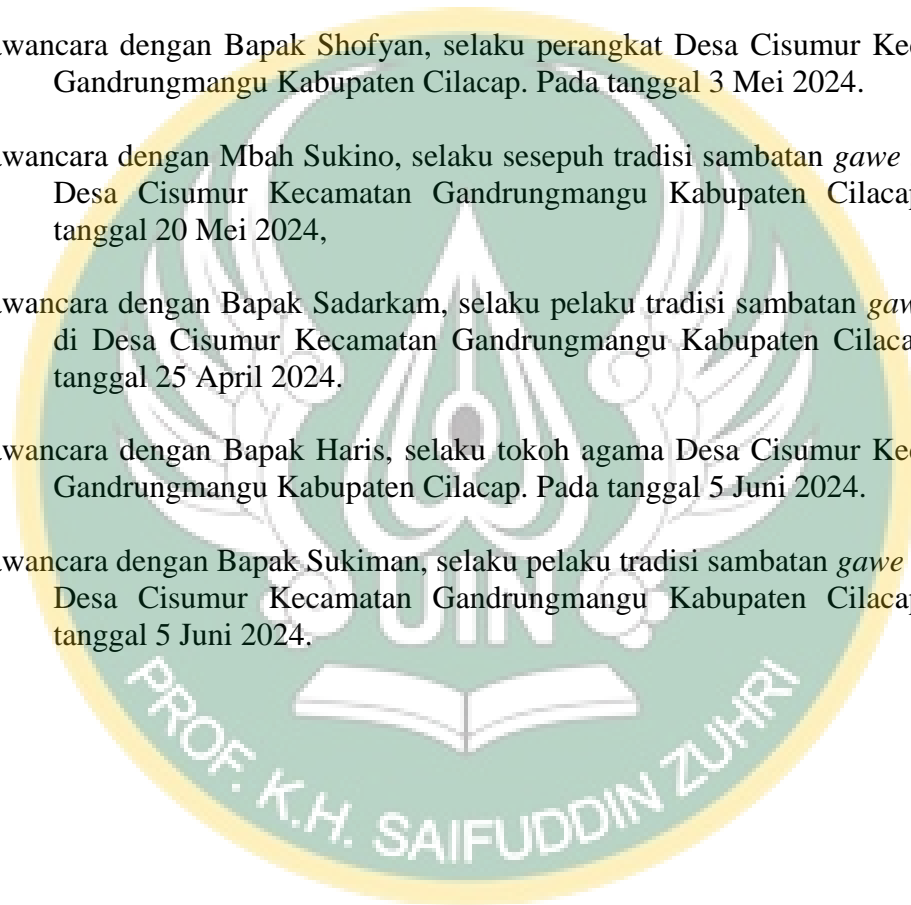 awancara dengan Bapak Shofyan, selaku perangkat Desa Cisumur Kec
Gandrungmangu Kabupaten Cilacap. Pada tanggal 3 Mei 2024.
awancara dengan Mbah Sukino, selaku sesepuh tradisi sambatan gawe
Desa Cisumur Kecamatan Gandrungmangu Kabupaten Cilacap
tanggal 20 Mei 2024,
awancara dengan Bapak Sadarkam, selaku pelaku tradisi sambatan gaw
di Desa Cisumur Kecamatan Gandrungmangu Kabupaten Cilaca
tanggal 25 April 2024.
awancara dengan Bapak Haris, selaku tokoh agama Desa Cisumur Kec
Gandrungmangu Kabupaten Cilacap. Pada tanggal 5 Juni 2024.
awancara dengan Bapak Sukiman, selaku pelaku tradisi sambatan gawe
Desa Cisumur Kecamatan Gandrungmangu Kabupaten Cilacap
tanggal 5 Juni 2024.
UIN
PROF. K.H. SAIFUDDIN ZUHRI